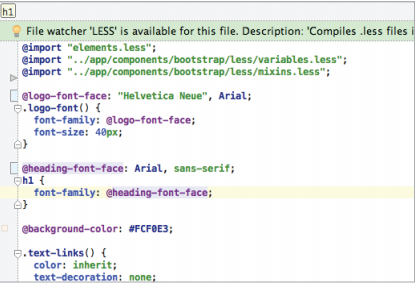 h1
File watcher 'LESS' is available for this file. Description: 'Compiles .less files i
@import "elements.less";
@import "../app/components/bootstrap/less/variables.less";
@import "../app/components/bootstrap/less/mixins.less";
@logo-font-face: "Helvetica Neue", Arial;
.logo-font() {
font-family: @logo-font-face;
font-size: 40px;
}
@heading-font-face: Arial, sans-serif;
h1 {
font-family: @heading-font-face;
}
@background-color: #FCF0E3;
.text-links() {
color: inherit;
text-decoration: none;